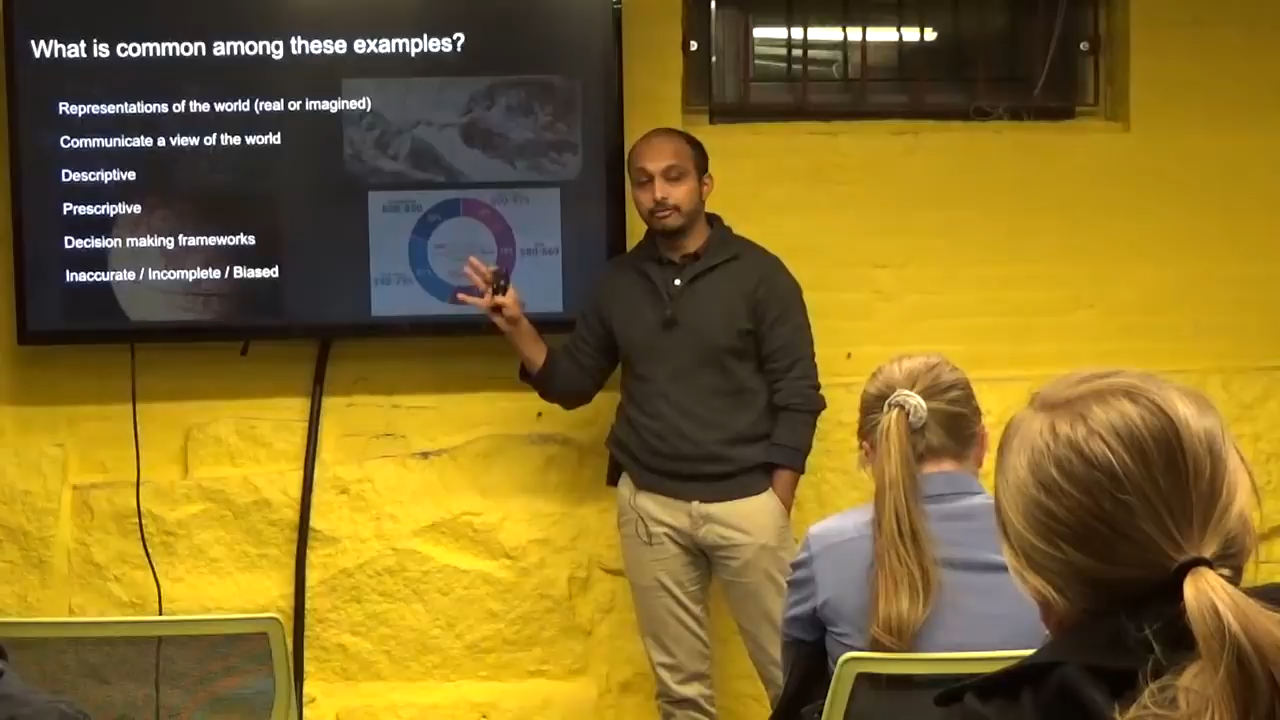 What is common among these examples?
Representations of the world (real or imagined)
Communicate a view of the world
Descriptive
Prescriptive
Decision making frameworks
Inaccurate / Incomplete / Biased